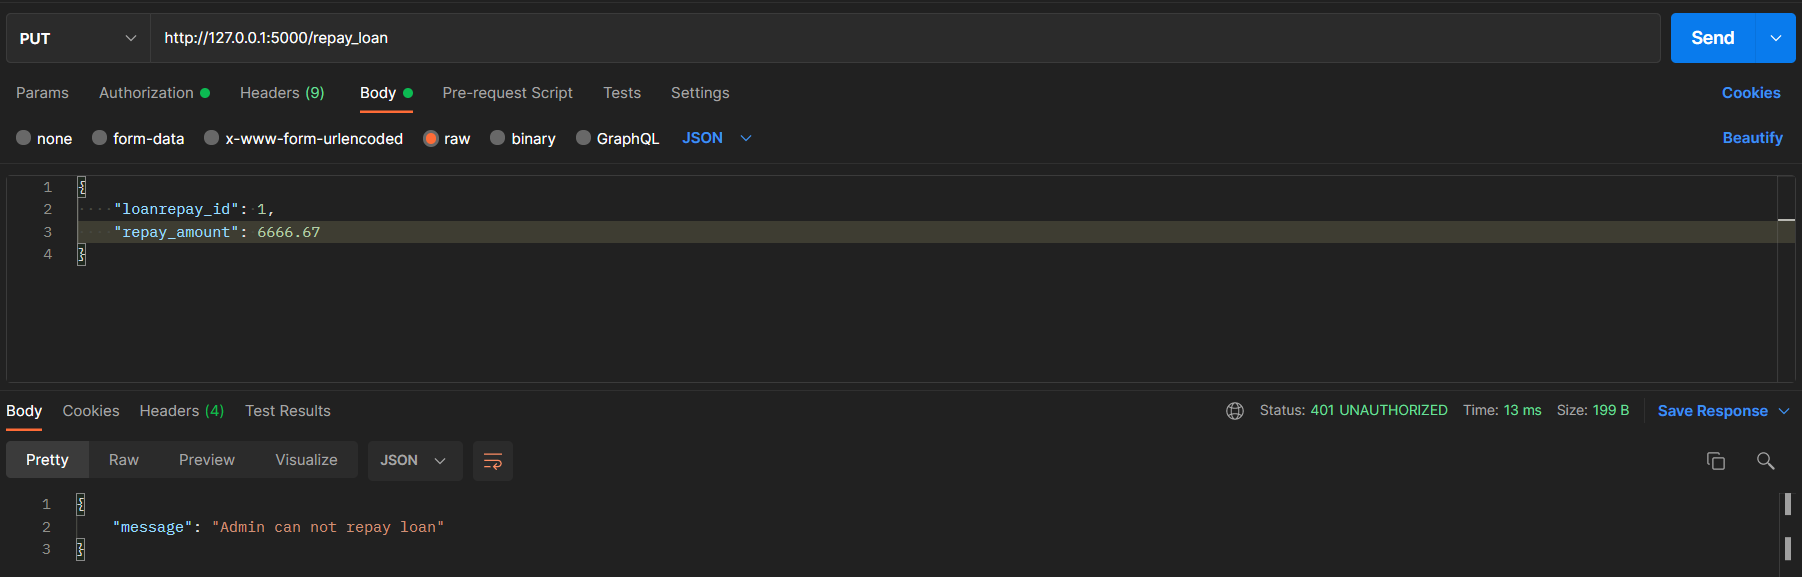 PUT http://127.0.0.1:5000/repay_loan Send
Params Authorization Headers (9) Body Pre-request Script Tests Settings Cookies
none form-data x-www-form-urlencoded raw binary GraphQL JSON Beautify
1 {
2 "loanrepay_id": 1,
3 "repay_amount": 6666.67
4 }
Body Cookies Headers (4) Test Results Status: 401 UNAUTHORIZED Time: 13 ms Size: 199 B Save Response
Pretty Raw Preview Visualize JSON
1 {
2 "message": "Admin can not repay loan"
3 }